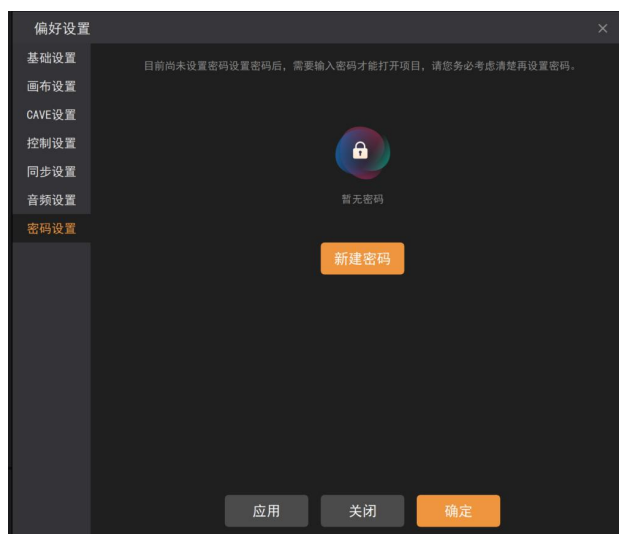 偏好设置
基础设置
画布设置
CAVE设置
控制设置
同步设置
音频设置
密码设置
目前尚未设置密码设置密码后，需要输入密码才能打开项目，请您务必考虑清楚再设置密码。
暂无密码
新建密码
应用
关闭
确定